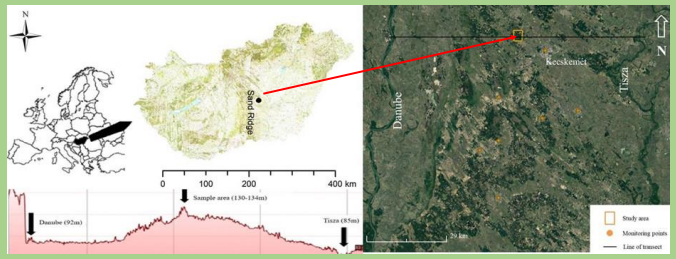 N
Sand Ridge
0 100 200 400 km
Sample area (130-134m)
Danube (92m)
Tisza (85m)
N
Kecskemét
Danube
Tisza
29 km
Study area
Monitoring points
Line of transect